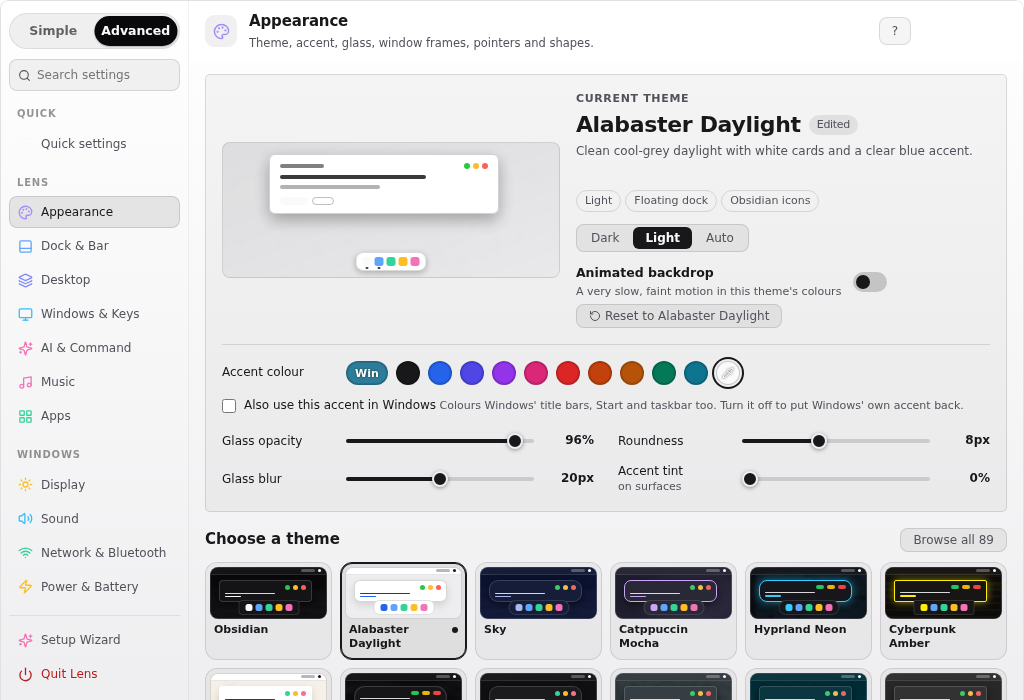 Simple
Advanced
Search settings
QUICK
Quick settings
LENS
Appearance
Dock & Bar
Desktop
Windows & Keys
AI & Command
Music
Apps
WINDOWS
Display
Sound
Network & Bluetooth
Power & Battery
Setup Wizard
Quit Lens
Appearance
Theme, accent, glass, window frames, pointers and shapes.
?
CURRENT THEME
Alabaster Daylight Edited
Clean cool-grey daylight with white cards and a clear blue accent.
Light Floating dock Obsidian icons
Dark Light Auto
Animated backdrop
A very slow, faint motion in this theme's colours
Reset to Alabaster Daylight
Accent colour Win
Also use this accent in Windows Colours Windows' title bars, Start and taskbar too. Turn it off to put Windows' own accent back.
Glass opacity 96% Roundness 8px
Glass blur 20px Accent tint 0%
on surfaces
Choose a theme Browse all 89
Obsidian
Alabaster Daylight
Sky
Catppuccin Mocha
Hyprland Neon
Cyberpunk Amber